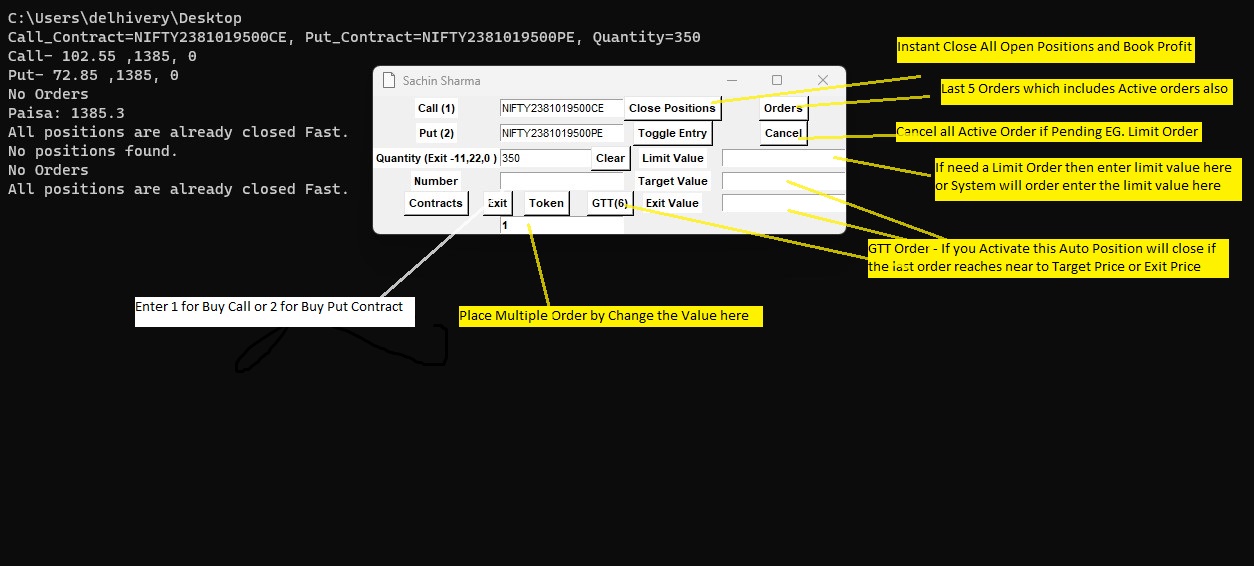 C:\Users\delhivery\Desktop
Call_Contract=NIFTY2381019500CE, Put_Contract=NIFTY2381019500PE, Quantity=350
Call- 102.55 ,1385, 0
Put- 72.85 ,1385, 0
No Orders
Paisa: 1385.3
All positions are already closed Fast.
No positions found.
No Orders
All positions are already closed Fast.
Sachin Sharma
Call (1) NIFTY2381019500CE Close Positions Orders
Put (2) NIFTY2381019500PE Toggle Entry Cancel
Quantity (Exit -11,22,0 ) 350 Clear Limit Value
Number Target Value
Contracts Exit Token GTT(6) Exit Value
1
Instant Close All Open Positions and Book Profit
Last 5 Orders which includes Active orders also
Cancel all Active Order if Pending EG. Limit Order
If need a Limit Order then enter limit value here
or System will order enter the limit value here
GTT Order - If you Activate this Auto Position will close if
the last order reaches near to Target Price or Exit Price
Enter 1 for Buy Call or 2 for Buy Put Contract
Place Multiple Order by Change the Value here